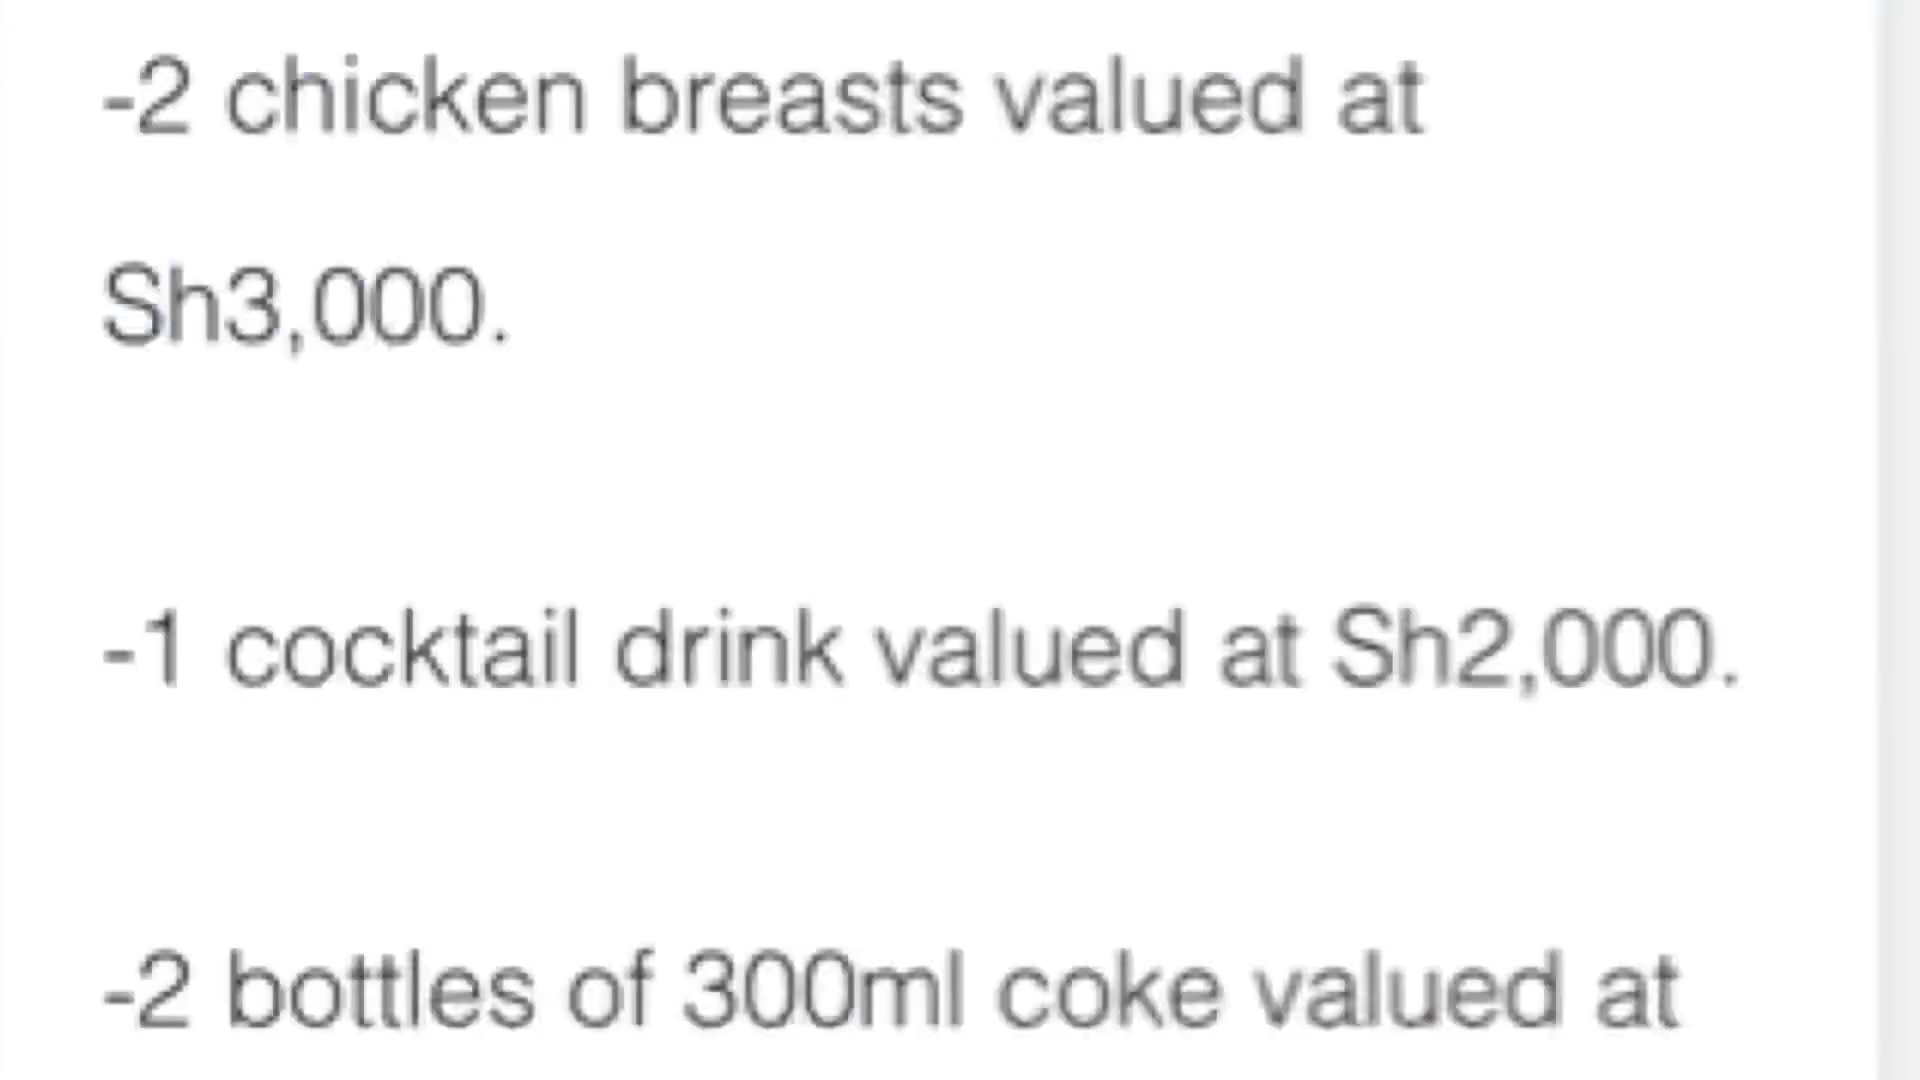 -2 chicken breasts valued at
Sh3,000.
-1 cocktail drink valued at Sh2,000.
-2 bottles of 300ml coke valued at